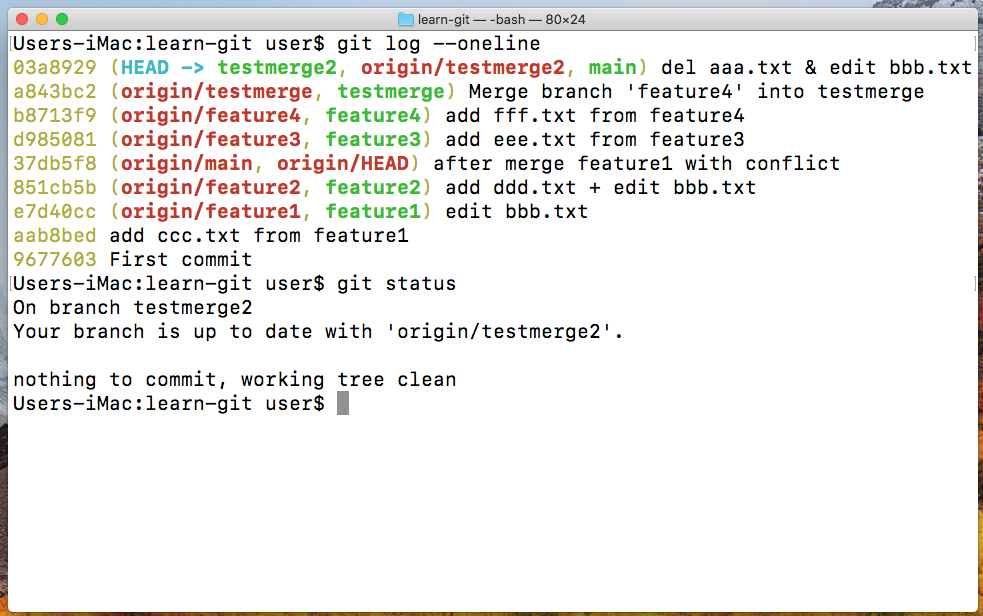 learn-git — -bash — 80×24
Users-iMac:learn-git user$ git log --oneline
03a8929 (HEAD -> testmerge2, origin/testmerge2, main) del aaa.txt & edit bbb.txt
a843bc2 (origin/testmerge, testmerge) Merge branch 'feature4' into testmerge
b8713f9 (origin/feature4, feature4) add fff.txt from feature4
d985081 (origin/feature3, feature3) add eee.txt from feature3
37db5f8 (origin/main, origin/HEAD) after merge feature1 with conflict
851cb5b (origin/feature2, feature2) add ddd.txt + edit bbb.txt
e7d40cc (origin/feature1, feature1) edit bbb.txt
aab8bed add ccc.txt from feature1
9677603 First commit
Users-iMac:learn-git user$ git status
On branch testmerge2
Your branch is up to date with 'origin/testmerge2'.
nothing to commit, working tree clean
Users-iMac:learn-git user$